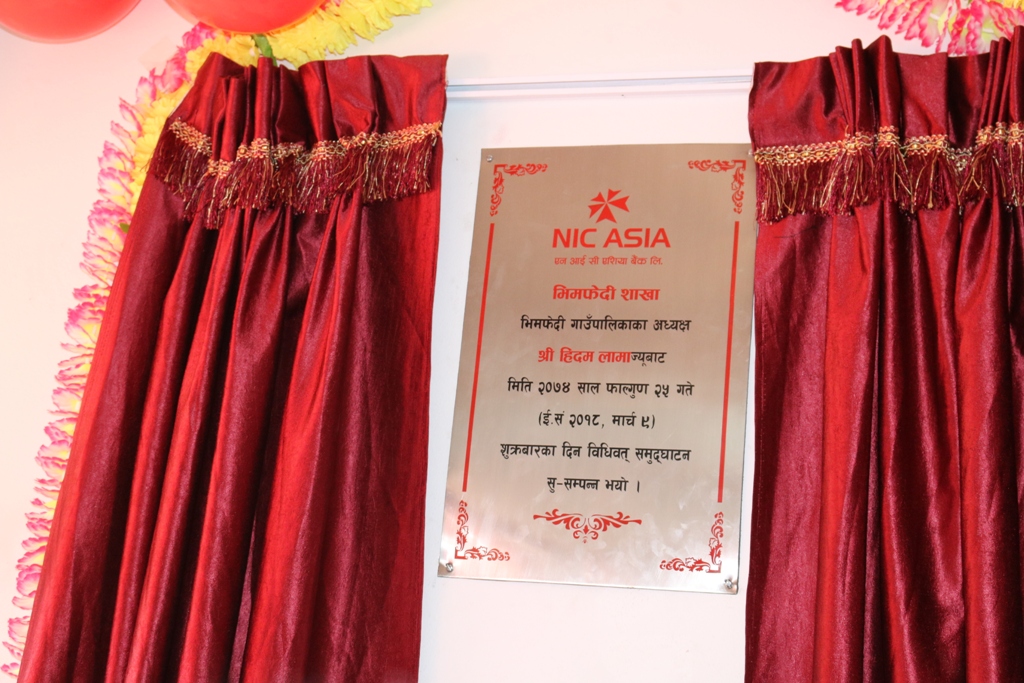 NIC ASIA
एन आई सी एशिया बैंक लि.
भिमफेदी शाखा
भिमफेदी गाउँपालिकाका अध्यक्ष
श्री हिदम लामाज्यूबाट
मिति २०७४ साल फाल्गुण २५ गते
(ई.सं २०१८, मार्च ९)
शुक्रबारका दिन विधिवत् समुद्घाटन
सु-सम्पन्न भयो ।